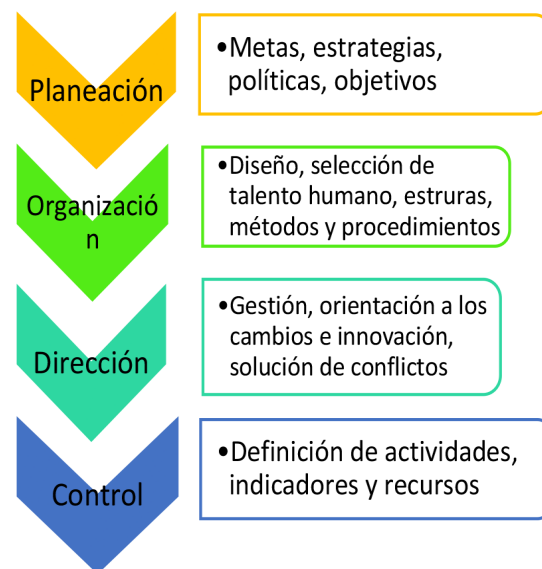 Planeación
•Metas, estrategias,
políticas, objetivos
Organizació
n
•Diseño, selección de
talento humano, estruras,
métodos y procedimientos
Dirección
•Gestión, orientación a los
cambios e innovación,
solución de conflictos
Control
•Definición de actividades,
indicadores y recursos